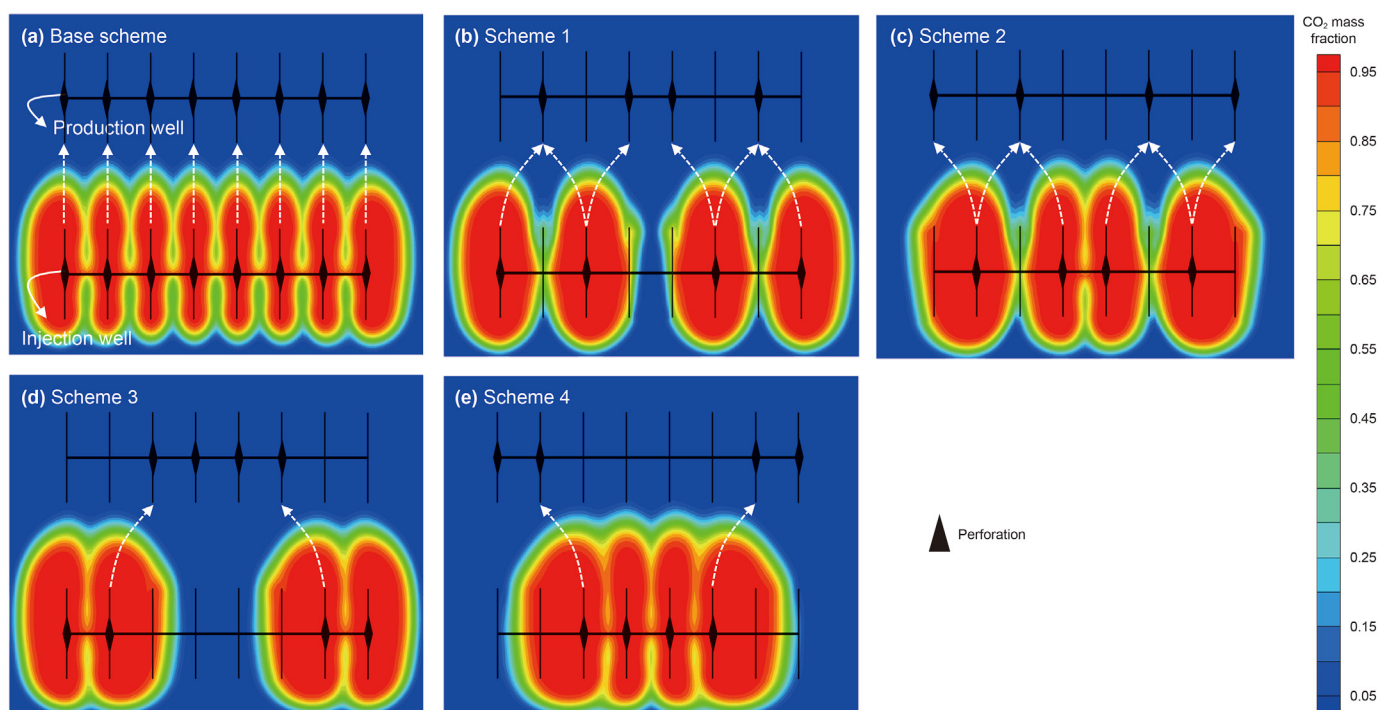 (a) Base scheme
Production well
Injection well
(b) Scheme 1
(c) Scheme 2
CO₂ mass
fraction
0.95
0.85
0.75
0.65
0.55
0.45
0.35
0.25
0.15
0.05
(d) Scheme 3
(e) Scheme 4
Perforation